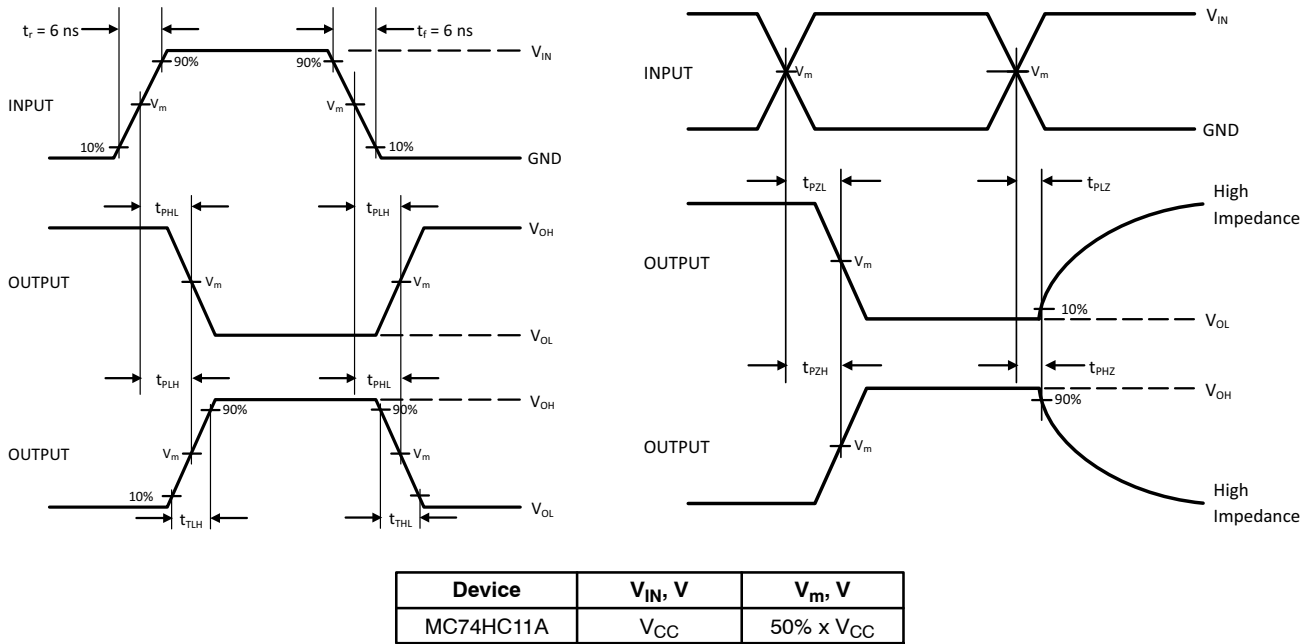 tr = 6 ns
tf = 6 ns
VIN
90%
90%
INPUT
Vm
Vm
10%
10%
GND
tPHL
tPLH
VOH
OUTPUT
Vm
Vm
VOL
tPLH
tPHL
VOH
90%
90%
OUTPUT
Vm
Vm
10%
VOL
tTLH
tTHL
VIN
INPUT
Vm
Vm
GND
tPZL
tPLZ
High
Impedance
OUTPUT
Vm
10%
VOL
tPZH
tPHZ
VOH
90%
OUTPUT
Vm
High
Impedance
Device VIN, V Vm, V
MC74HC11A VCC 50% x VCC